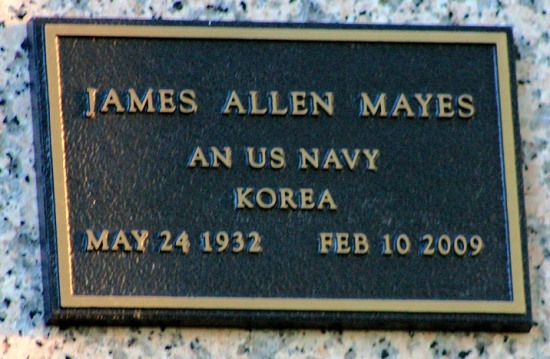 JAMES ALLEN MAYES
AN US NAVY
KOREA
MAY 24 1932 FEB 10 2009